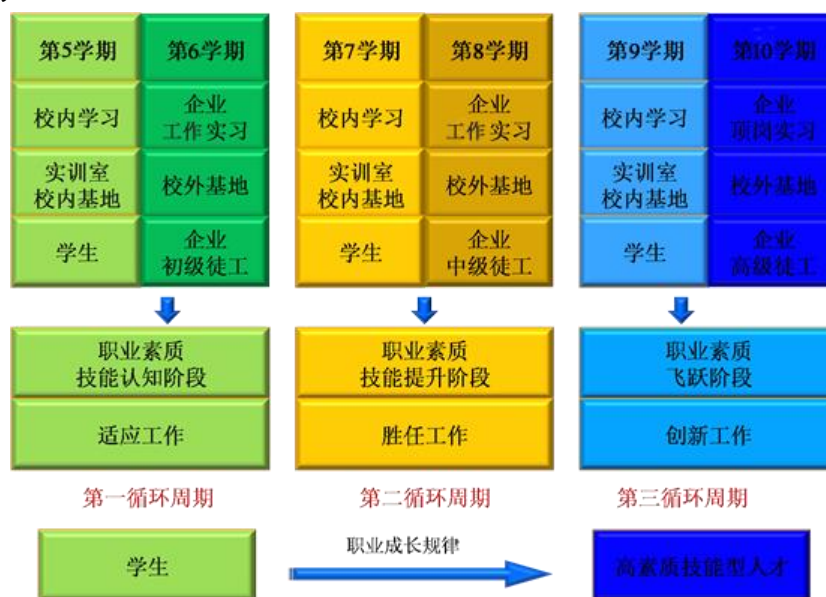 第5学期 第6学期 第7学期 第8学期 第9学期 第10学期
校内学习 企业 工作实习 校内学习 企业 工作实习 校内学习 企业 顶岗实习
实训室 校内基地 校外基地 实训室 校内基地 校外基地 实训室 校内基地 校外基地
学生 企业 初级徒工 学生 企业 中级徒工 学生 企业 高级徒工
职业素质 技能认知阶段 职业素质 技能提升阶段 职业素质 飞跃阶段
适应工作 胜任工作 创新工作
第一循环周期 第二循环周期 第三循环周期
学生 职业成长规律 高素质技能型人才